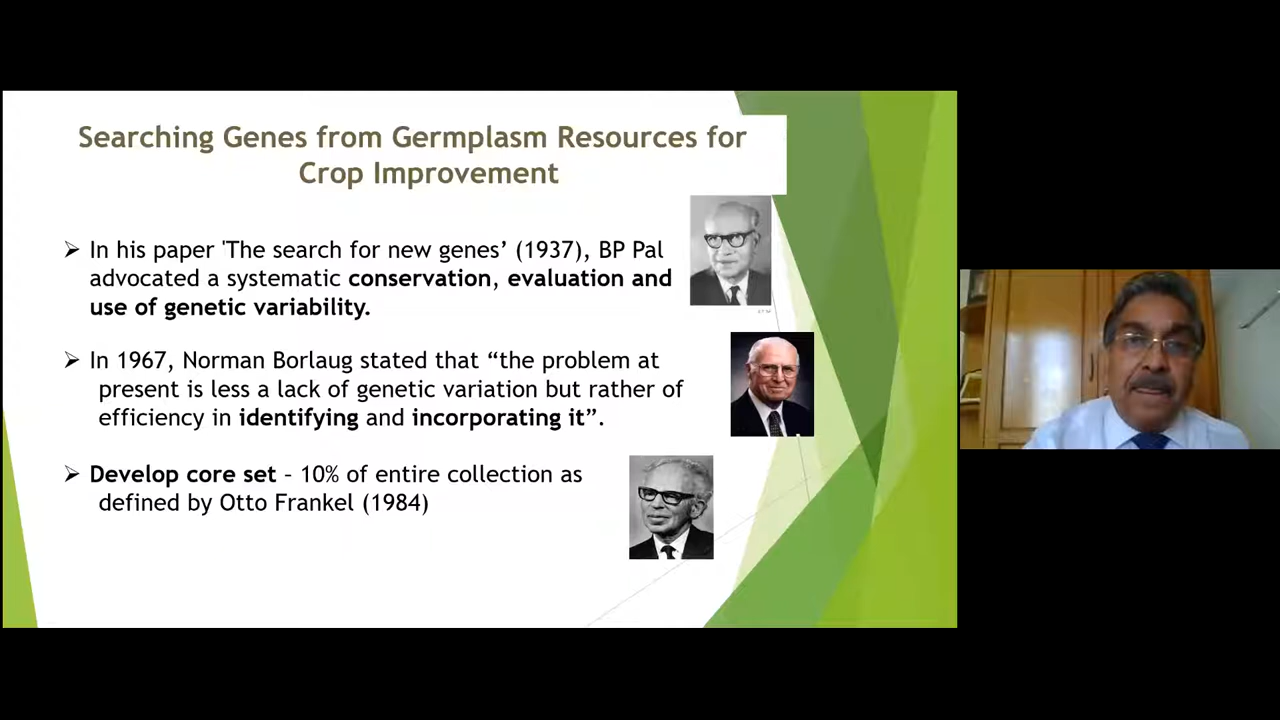 Searching Genes from Germplasm Resources for
Crop Improvement
➢ In his paper 'The search for new genes’ (1937), BP Pal
advocated a systematic conservation, evaluation and
use of genetic variability.
➢ In 1967, Norman Borlaug stated that “the problem at
present is less a lack of genetic variation but rather of
efficiency in identifying and incorporating it”.
➢ Develop core set – 10% of entire collection as
defined by Otto Frankel (1984)